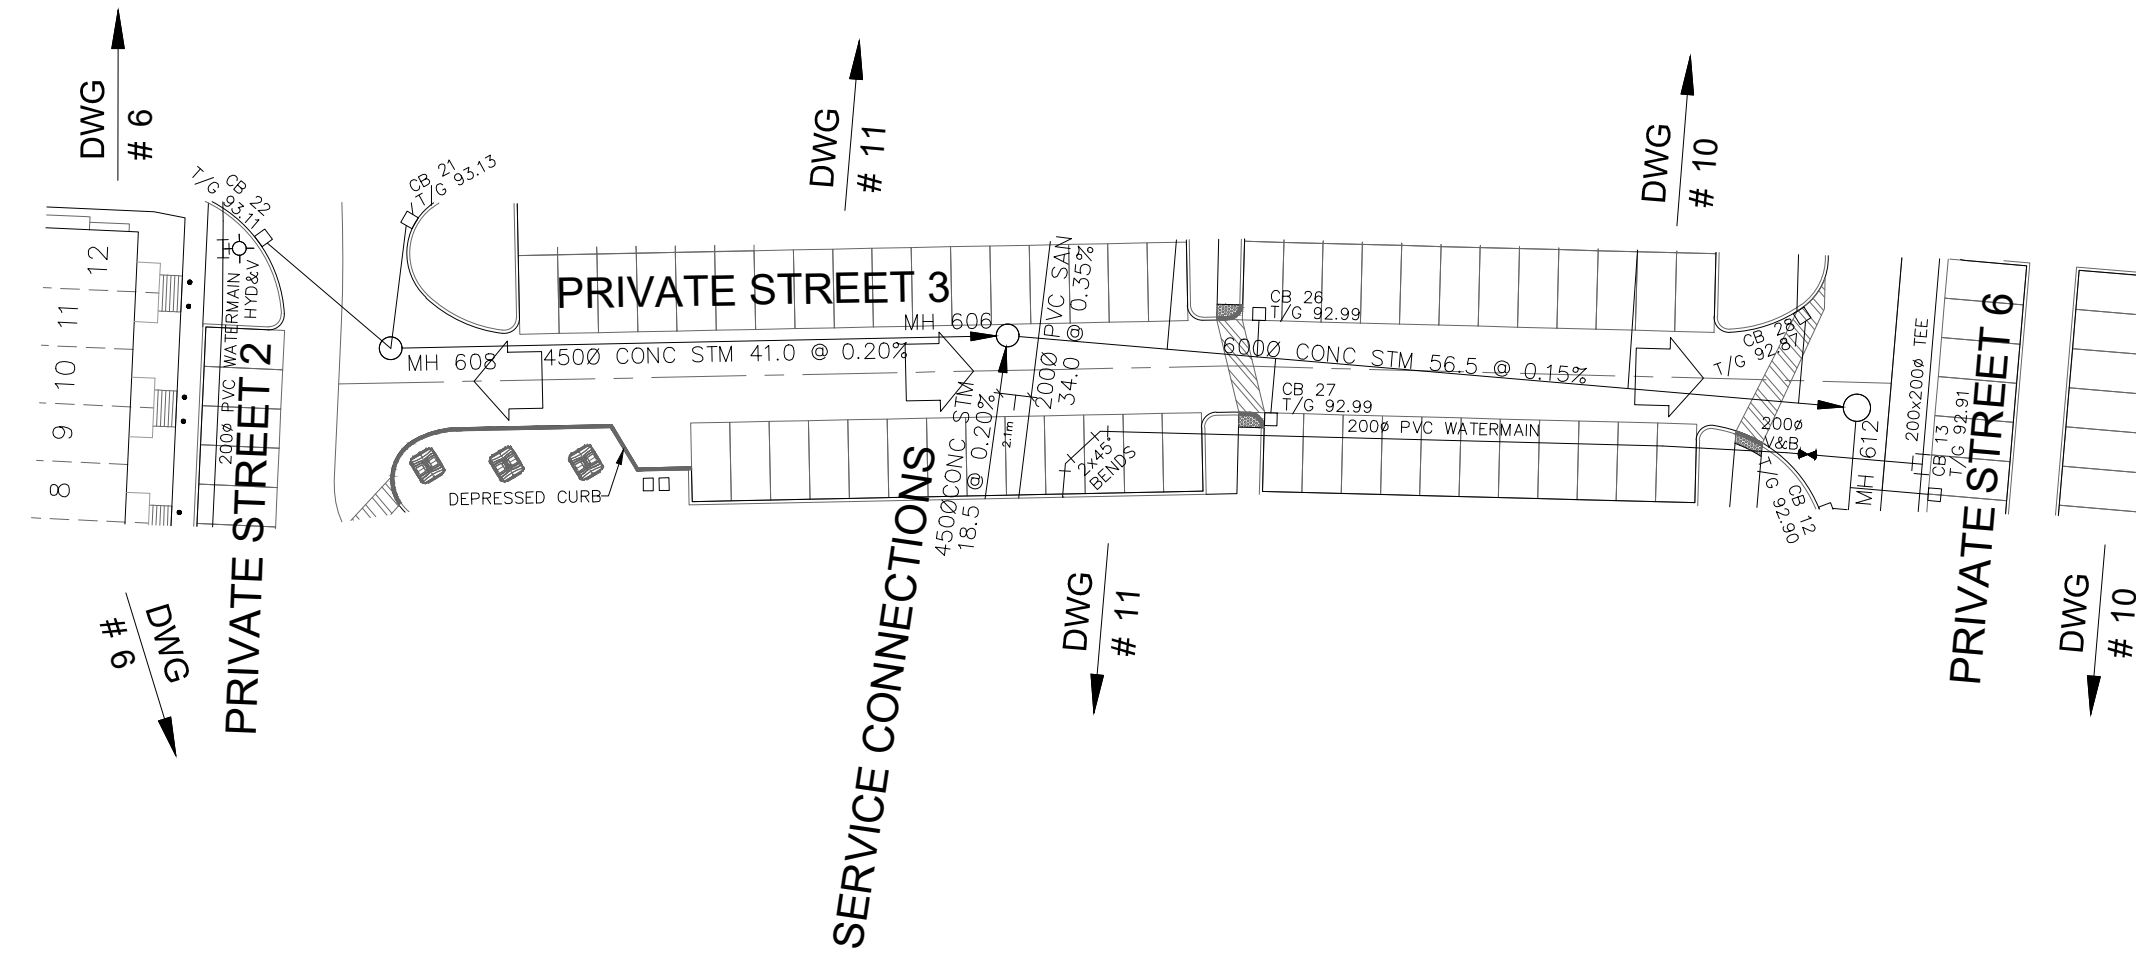 DWG
# 6
DWG
# 11
DWG
# 10
CB 22
T/G 93.11
CB 21
T/G 93.13
12
11
10
9
8
HYD&V
200ø PVC WATERMAIN
PRIVATE STREET 2
PRIVATE STREET 3
MH 608
450Ø CONC STM 41.0 @ 0.20%
MH 606
200Ø PVC SAN
34.0 @ 0.35%
CB 26
T/G 92.99
600Ø CONC STM 56.5 @ 0.15%
CB 27
T/G 92.99
CB 28
T/G 92.87
200x200ø TEE
CB 13
T/G 92.91
PRIVATE STREET 6
200ø PVC WATERMAIN
200ø
V&B
MH 612
CB 12
T/G 92.90
2x45°
BENDS
2.1m
450Ø CONC STM
18.5 @ 0.20%
DEPRESSED CURB
SERVICE CONNECTIONS
DWG
# 6
DWG
# 11
DWG
# 10